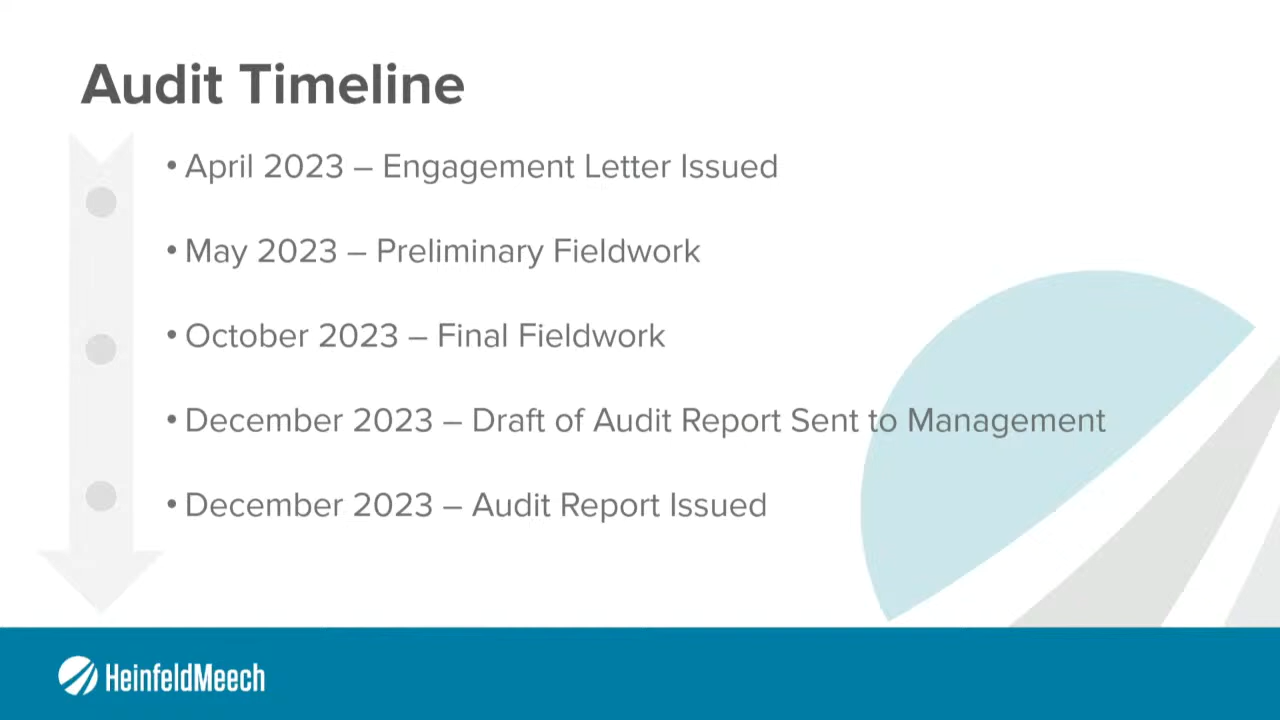 Audit Timeline
• April 2023 – Engagement Letter Issued
• May 2023 – Preliminary Fieldwork
• October 2023 – Final Fieldwork
• December 2023 – Draft of Audit Report Sent to Management
• December 2023 – Audit Report Issued
HeinfeldMeech